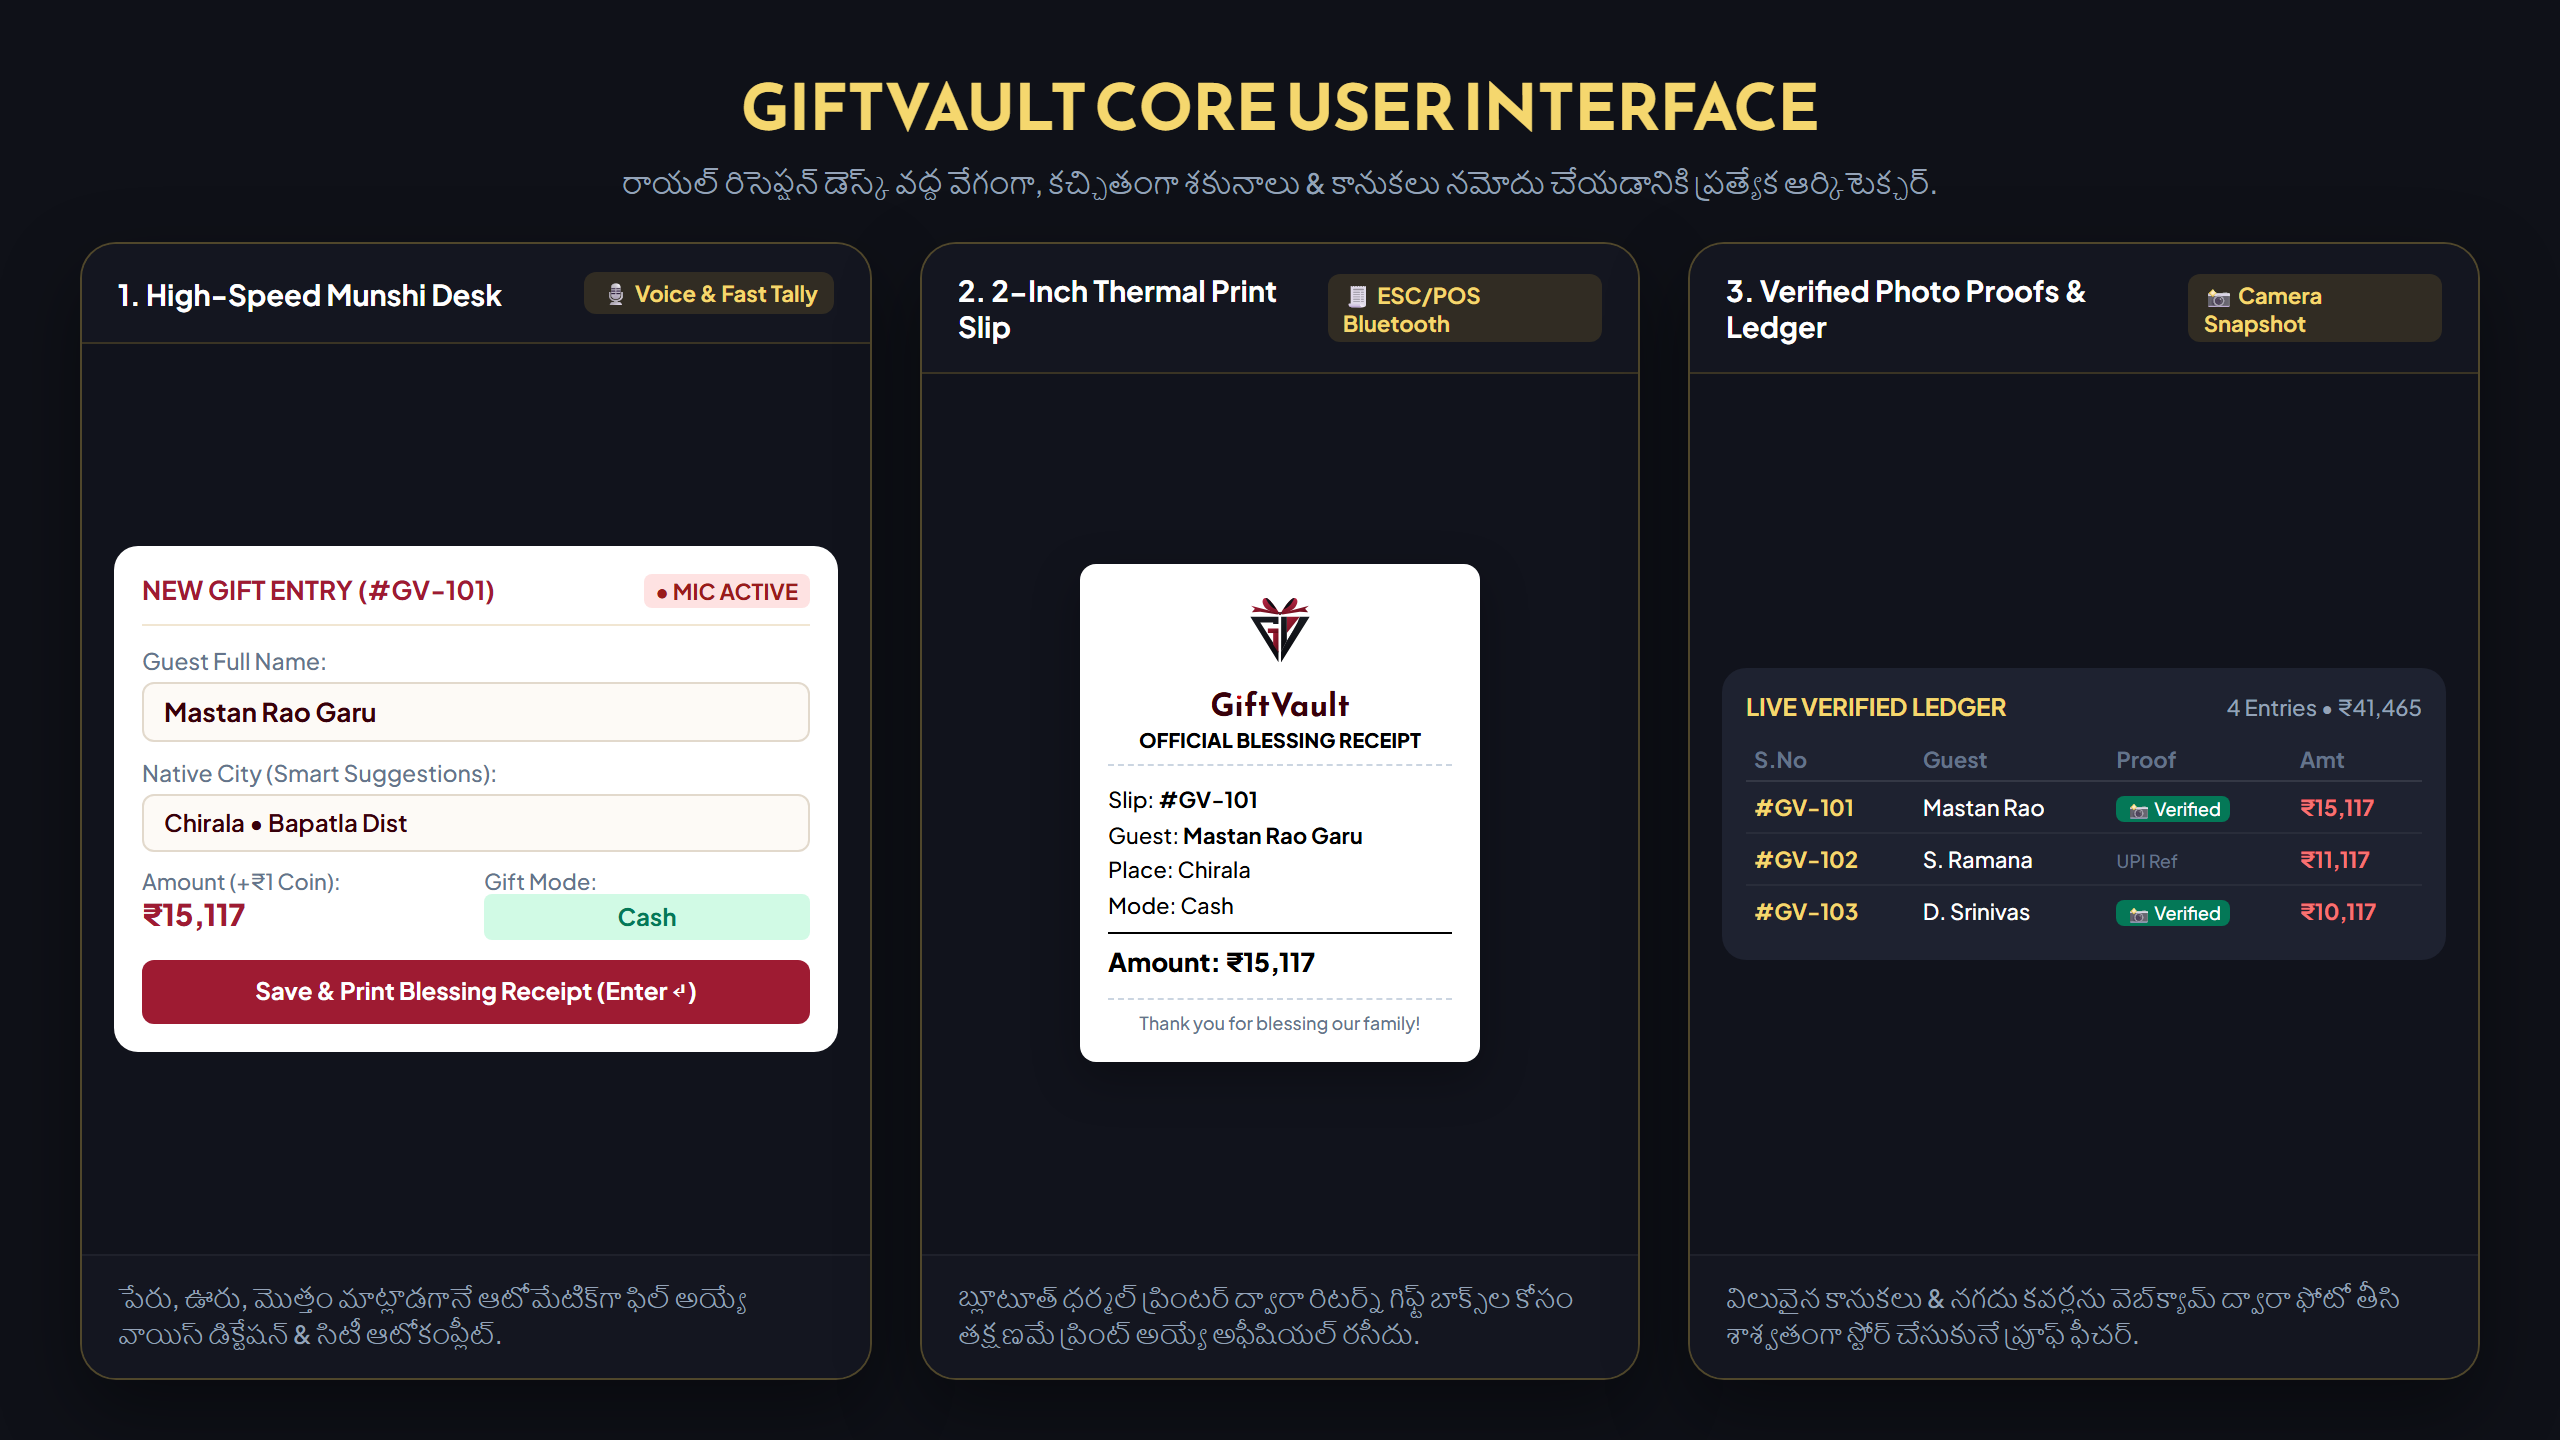 GIFTVAULT CORE USER INTERFACE
రాయల్ రిసెప్షన్ డెస్క్ వద్ద వేగంగా, కచ్చితంగా శకునాలు & కానుకలు నమోదు చేయడానికి ప్రత్యేక ఆర్కిటెక్చర్.
1. High-Speed Munshi Desk
Voice & Fast Tally
NEW GIFT ENTRY (#GV-101)
• MIC ACTIVE
Guest Full Name:
Mastan Rao Garu
Native City (Smart Suggestions):
Chirala • Bapatla Dist
Amount (+₹1 Coin):
₹15,117
Gift Mode:
Cash
Save & Print Blessing Receipt (Enter ↵)
పేరు, ఊరు, మొత్తం మాట్లాడగానే ఆటోమేటిక్‌గా ఫిల్ అయ్యే
వాయిస్ డిక్టేషన్ & సిటీ ఆటోకంప్లీట్.
2. 2-Inch Thermal Print
Slip
ESC/POS
Bluetooth
GiftVault
OFFICIAL BLESSING RECEIPT
Slip: #GV-101
Guest: Mastan Rao Garu
Place: Chirala
Mode: Cash
Amount: ₹15,117
Thank you for blessing our family!
బ్లూటూత్ థర్మల్ ప్రింటర్ ద్వారా రిటర్న్ గిఫ్ట్ బాక్స్‌ల కోసం
తక్షణమే ప్రింట్ అయ్యే అఫీషియల్ రసీదు.
3. Verified Photo Proofs &
Ledger
Camera
Snapshot
LIVE VERIFIED LEDGER
4 Entries • ₹41,465
S.No Guest Proof Amt
#GV-101 Mastan Rao Verified ₹15,117
#GV-102 S. Ramana UPI Ref ₹11,117
#GV-103 D. Srinivas Verified ₹10,117
విలువైన కానుకలు & నగదు కవర్లను వెబ్‌క్యామ్ ద్వారా ఫోటో తీసి
శాశ్వతంగా స్టోర్ చేసుకునే ప్రూఫ్ ఫీచర్.